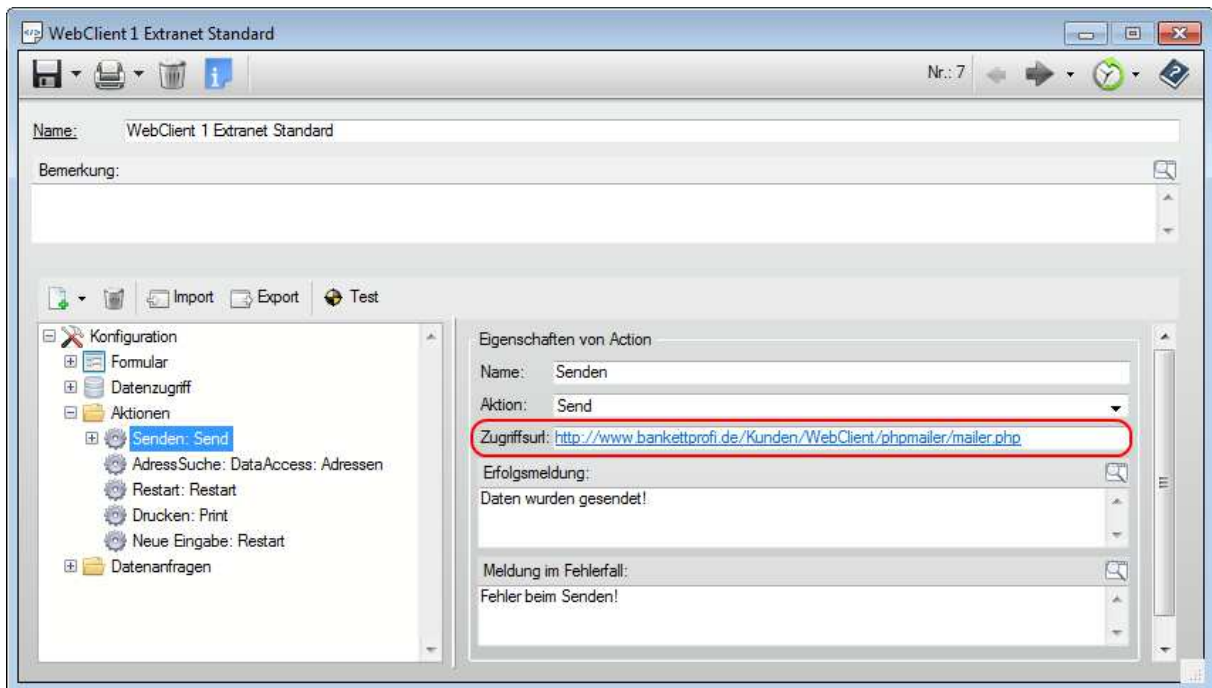 WebClient 1 Extranet Standard
Nr.: 7
Name: WebClient 1 Extranet Standard
Bemerkung:
Import Export Test
Konfiguration
Formular
Datenzugriff
Aktionen
Senden: Send
AdressSuche: DataAccess: Adressen
Restart: Restart
Drucken: Print
Neue Eingabe: Restart
Datenanfragen
Eigenschaften von Action
Name: Senden
Aktion: Send
Zugriffsurl: http://www.bankettprofi.de/Kunden/WebClient/phpmailer/mailer.php
Erfolgsmeldung:
Daten wurden gesendet!
Meldung im Fehlerfall:
Fehler beim Senden!